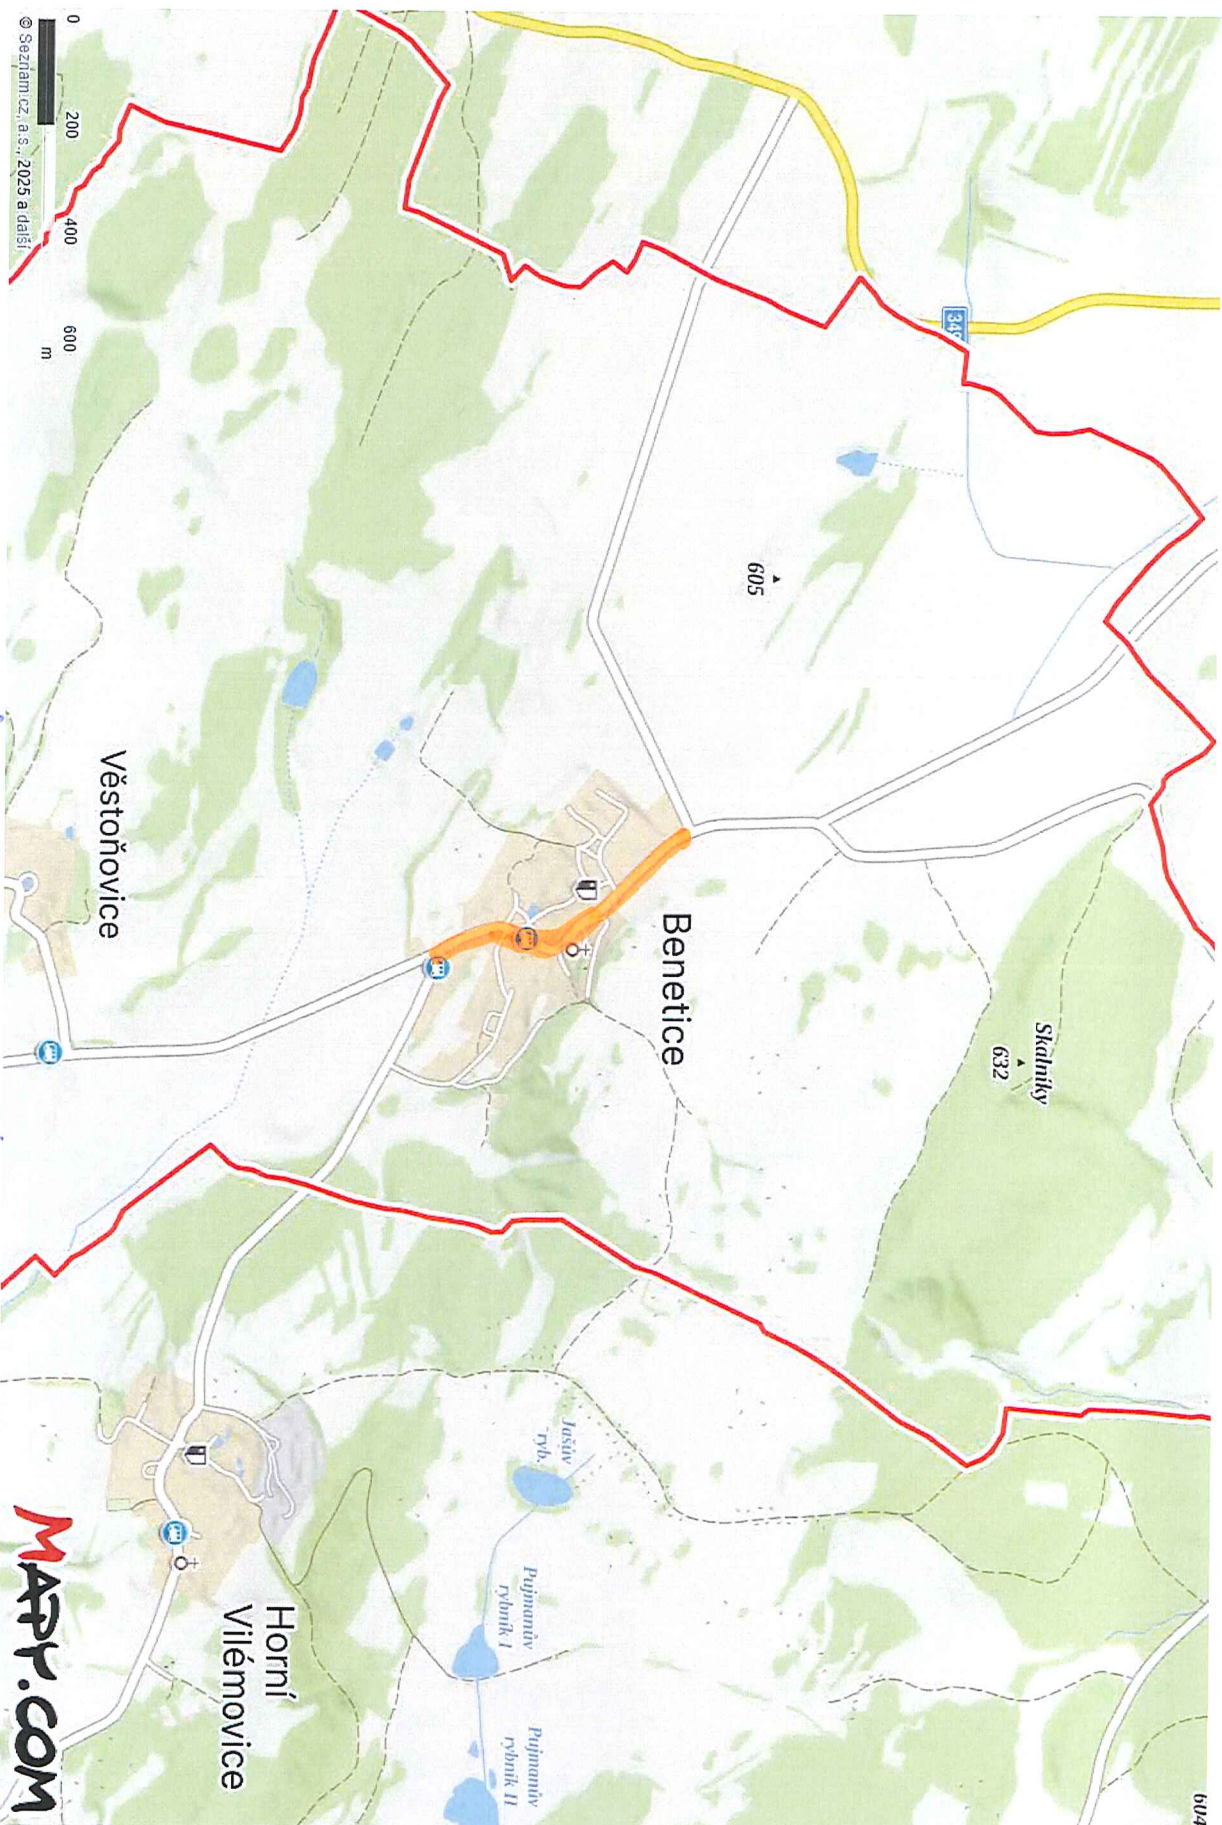 349
605
Skalníky
632
Benetice
Věstoňovice
Jašův
ryb.
Pujmanův
rybník I
Pujmanův
rybník II
Horní
Vilémovice
604
0 200 400 600 m
© Seznam.cz, a.s., 2025 a další
MAPY.COM